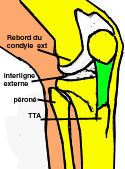 Rebord du
condyle ext
interligne
externe
péroné
TTA